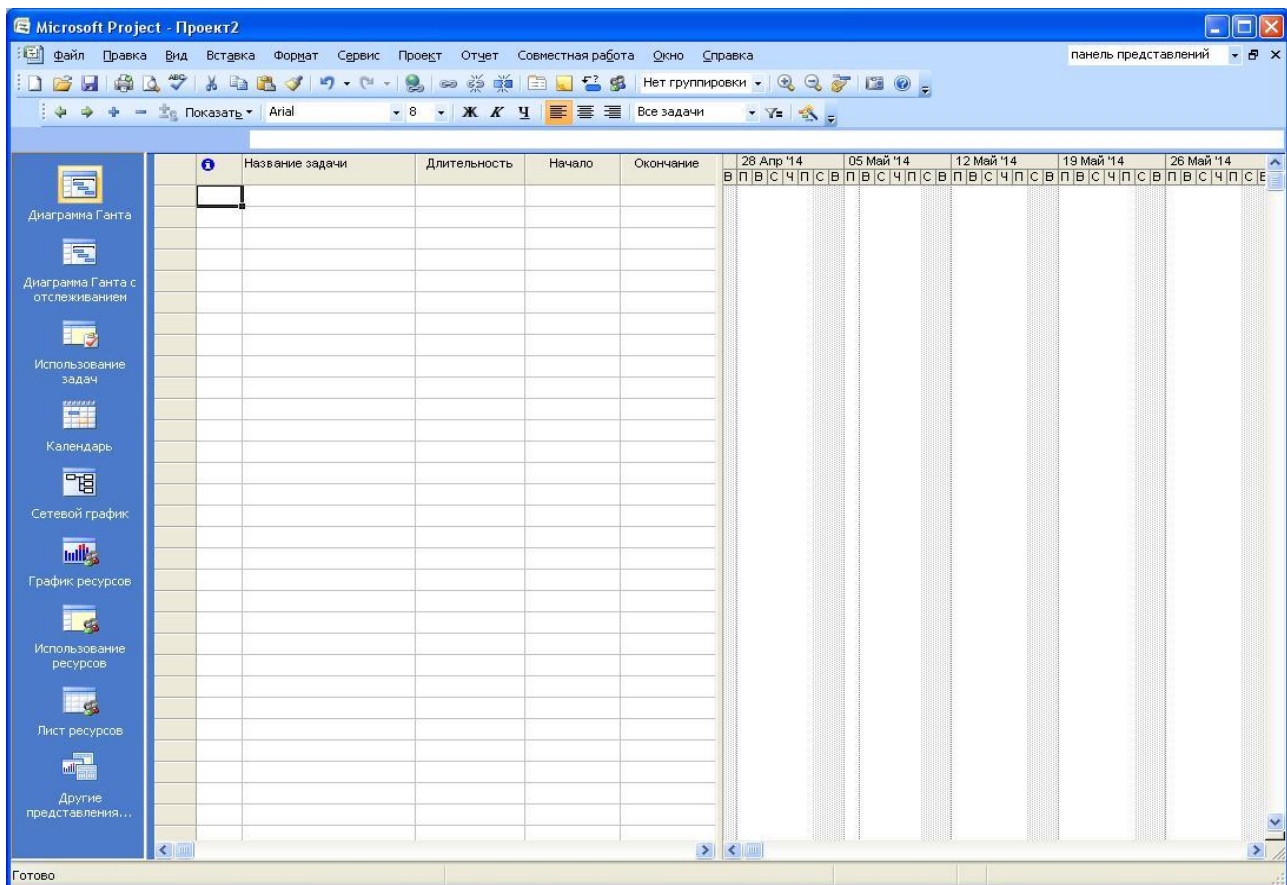 Microsoft Project - Проект2
Файл Правка Вид Вставка Формат Сервис Проект Отчет Совместная работа Окно Справка панель представлений
Нет группировки
Показать Arial 8 Ж К Ч Все задачи
Название задачи Длительность Начало Окончание 28 Апр '14 05 Май '14 12 Май '14 19 Май '14 26 Май '14
В П В С Ч П С В П В С Ч П С В П В С Ч П С В П В С Ч П С В П В С Ч П С В
Диаграмма Ганта
Диаграмма Ганта с
отслеживанием
Использование
задач
Календарь
Сетевой график
График ресурсов
Использование
ресурсов
Лист ресурсов
Другие
представления...
Готово